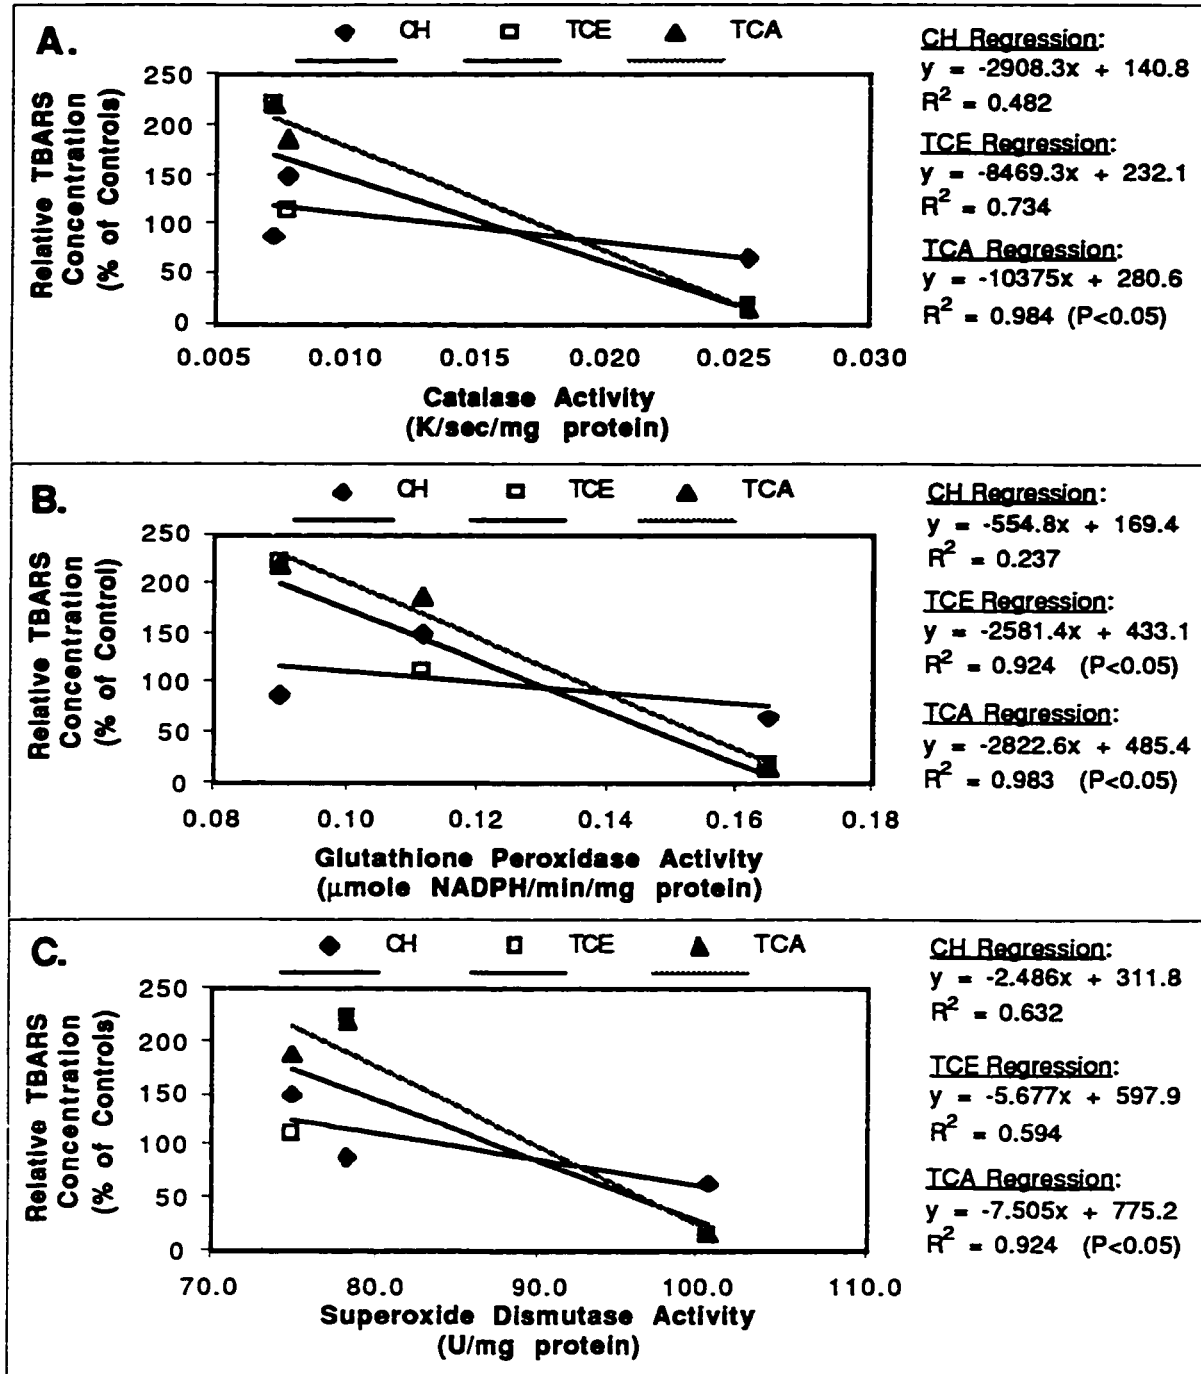 A.
CH TCE TCA
Relative TBARS
Concentration
(% of Controls)
250
200
150
100
50
0
0.005 0.010 0.015 0.020 0.025 0.030
Catalase Activity
(K/sec/mg protein)
CH Regression:
y = -2908.3x + 140.8
R² = 0.482
TCE Regression:
y = -8469.3x + 232.1
R² = 0.734
TCA Regression:
y = -10375x + 280.6
R² = 0.984 (P<0.05)
B.
CH TCE TCA
Relative TBARS
Concentration
(% of Control)
250
200
150
100
50
0
0.08 0.10 0.12 0.14 0.16 0.18
Glutathione Peroxidase Activity
(µmole NADPH/min/mg protein)
CH Regression:
y = -554.8x + 169.4
R² = 0.237
TCE Regression:
y = -2581.4x + 433.1
R² = 0.924 (P<0.05)
TCA Regression:
y = -2822.6x + 485.4
R² = 0.983 (P<0.05)
C.
CH TCE TCA
Relative TBARS
Concentration
(% of Controls)
250
200
150
100
50
0
70.0 80.0 90.0 100.0 110.0
Superoxide Dismutase Activity
(U/mg protein)
CH Regression:
y = -2.486x + 311.8
R² = 0.632
TCE Regression:
y = -5.677x + 597.9
R² = 0.594
TCA Regression:
y = -7.505x + 775.2
R² = 0.924 (P<0.05)